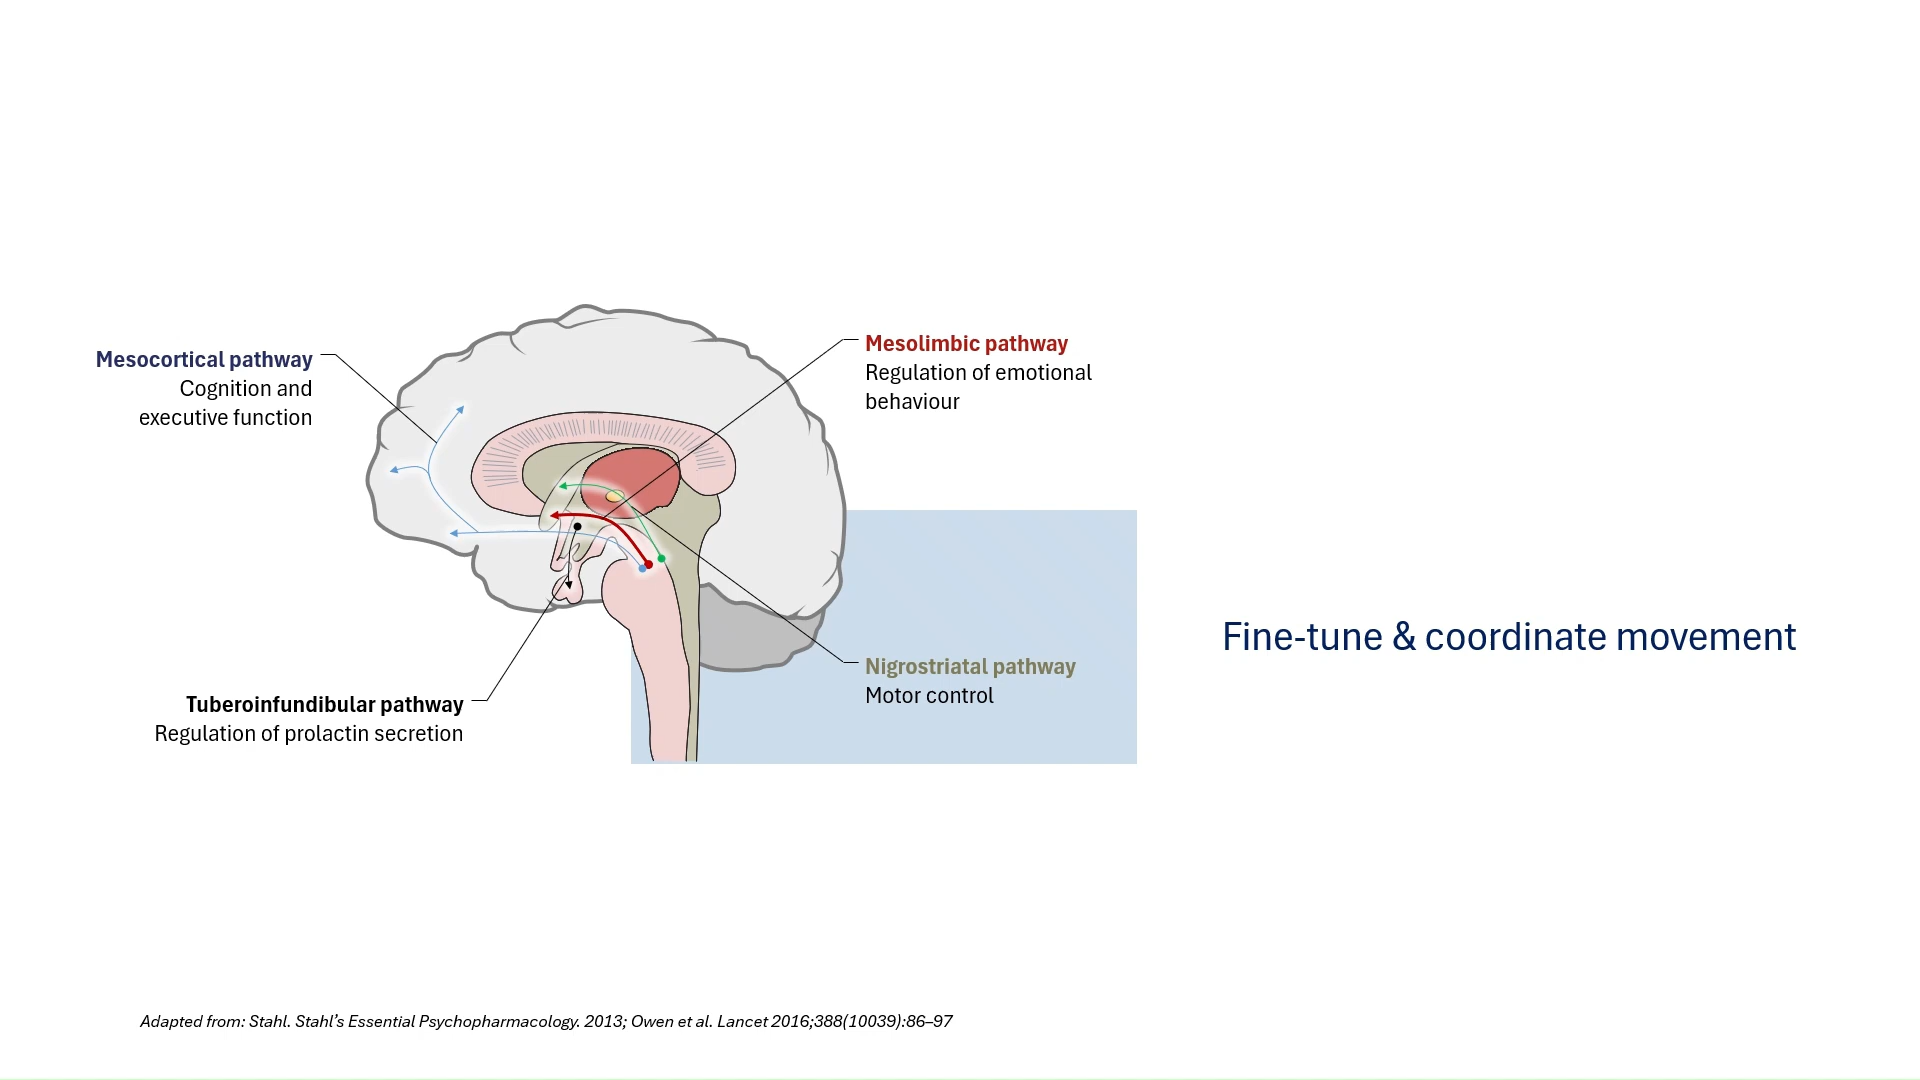 Mesocortical pathway
Cognition and
executive function
Mesolimbic pathway
Regulation of emotional
behaviour
Tuberoinfundibular pathway
Regulation of prolactin secretion
Nigrostriatal pathway
Motor control
Fine-tune & coordinate movement
Adapted from: Stahl. Stahl’s Essential Psychopharmacology. 2013; Owen et al. Lancet 2016;388(10039):86–97